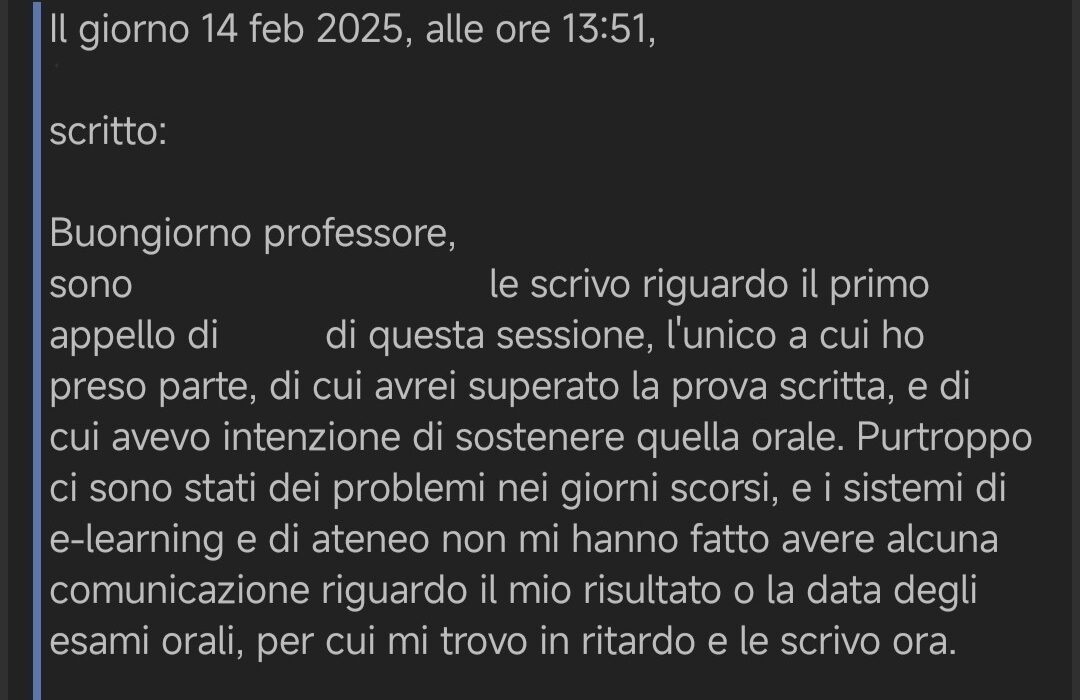 Il giorno 14 feb 2025, alle ore 13:51,
scritto:
Buongiorno professore,
sono le scrivo riguardo il primo
appello di di questa sessione, l'unico a cui ho
preso parte, di cui avrei superato la prova scritta, e di
cui avevo intenzione di sostenere quella orale. Purtroppo
ci sono stati dei problemi nei giorni scorsi, e i sistemi di
e-learning e di ateneo non mi hanno fatto avere alcuna
comunicazione riguardo il mio risultato o la data degli
esami orali, per cui mi trovo in ritardo e le scrivo ora.